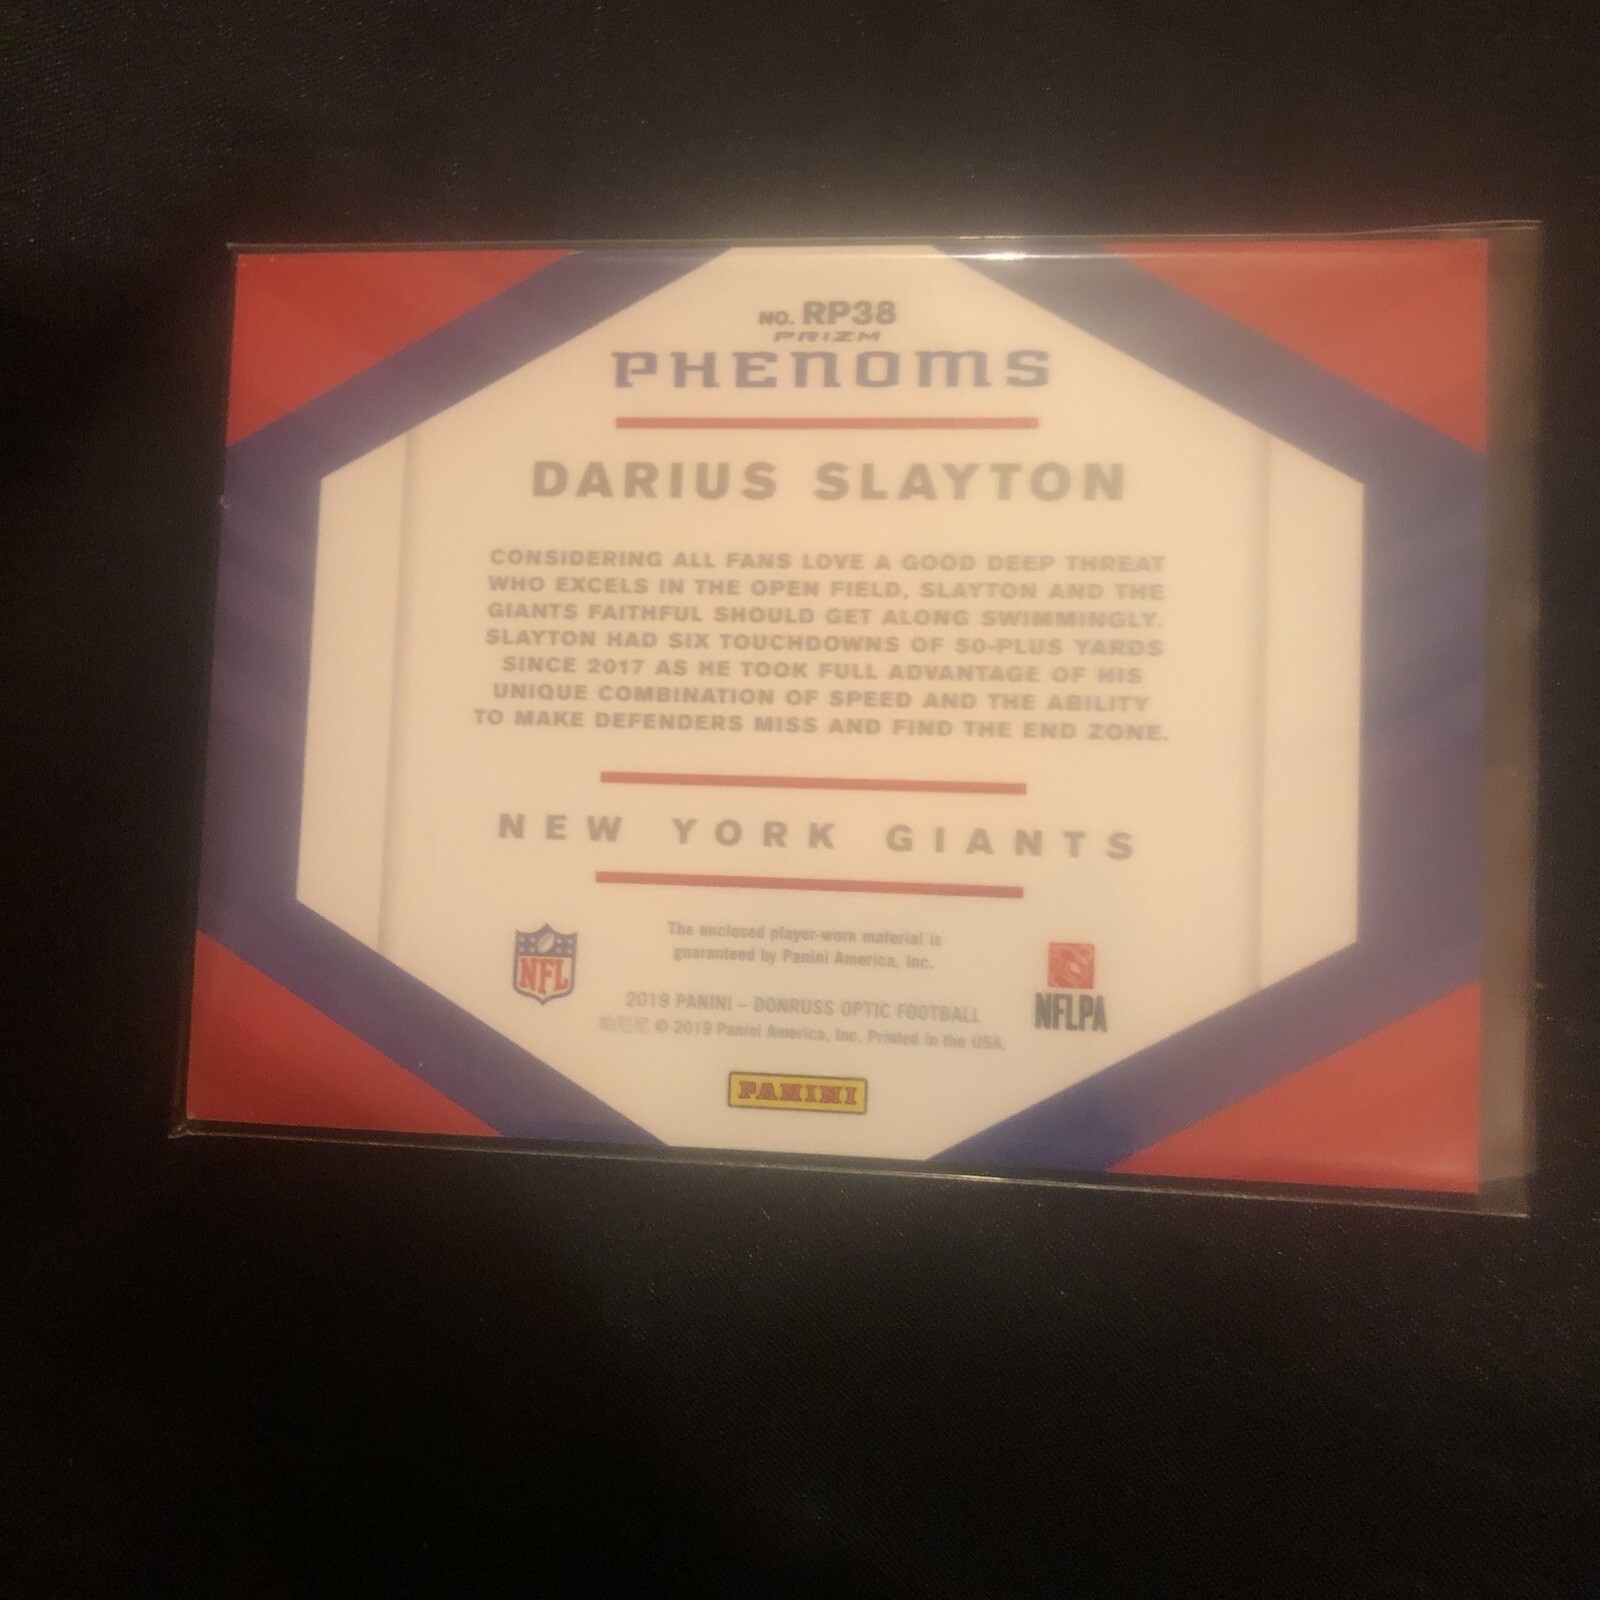 NO. RP38
PRIZM
PHENOMS
DARIUS SLAYTON
CONSIDERING ALL FANS LOVE A GOOD DEEP THREAT
WHO EXCELS IN THE OPEN FIELD, SLAYTON AND THE
GIANTS FAITHFUL SHOULD GET ALONG SWIMMINGLY.
SLAYTON HAD SIX TOUCHDOWNS OF 50-PLUS YARDS
SINCE 2017 AS HE TOOK FULL ADVANTAGE OF HIS
UNIQUE COMBINATION OF SPEED AND THE ABILITY
TO MAKE DEFENDERS MISS AND FIND THE END ZONE.
NEW YORK GIANTS
The enclosed player-worn material is
guaranteed by Panini America, Inc.
NFL
NFLPA
2019 PANINI – DONRUSS OPTIC FOOTBALL
帕尼尼 © 2019 Panini America, Inc. Printed in the USA.
PANINI